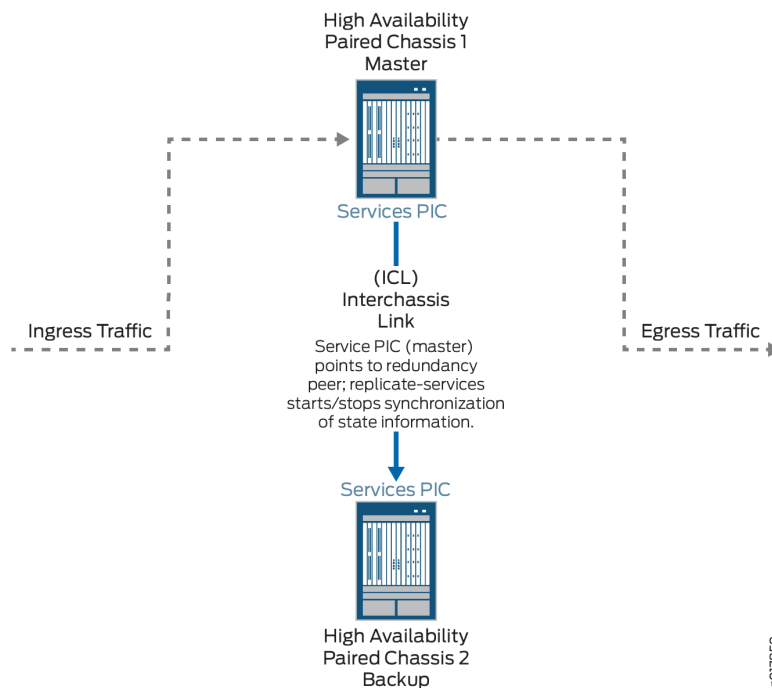 High Availability
Paired Chassis 1
Master
Services PIC
(ICL)
Interchassis
Link
Ingress Traffic
Egress Traffic
Service PIC (master)
points to redundancy
peer; replicate-services
starts/stops synchronization
of state information.
Services PIC
High Availability
Paired Chassis 2
Backup